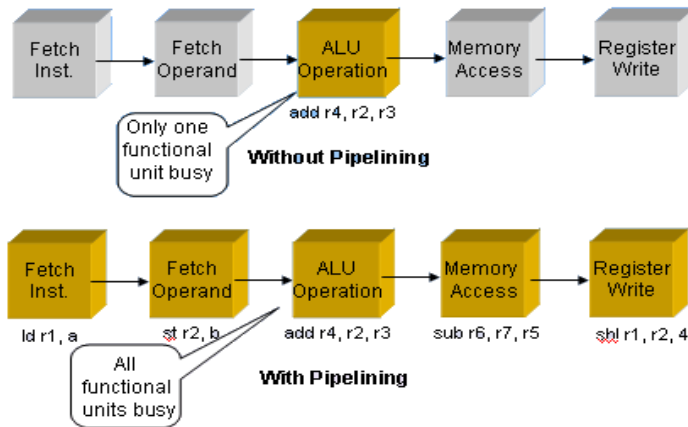 Fetch
Inst.
Fetch
Operand
ALU
Operation
Memory
Access
Register
Write
add r4, r2, r3
Only one
functional
unit busy
Without Pipelining
Fetch
Inst.
Fetch
Operand
ALU
Operation
Memory
Access
Register
Write
ld r1, a
st r2, b
add r4, r2, r3
sub r6, r7, r5
shl r1, r2, 4
All
functional
units busy
With Pipelining